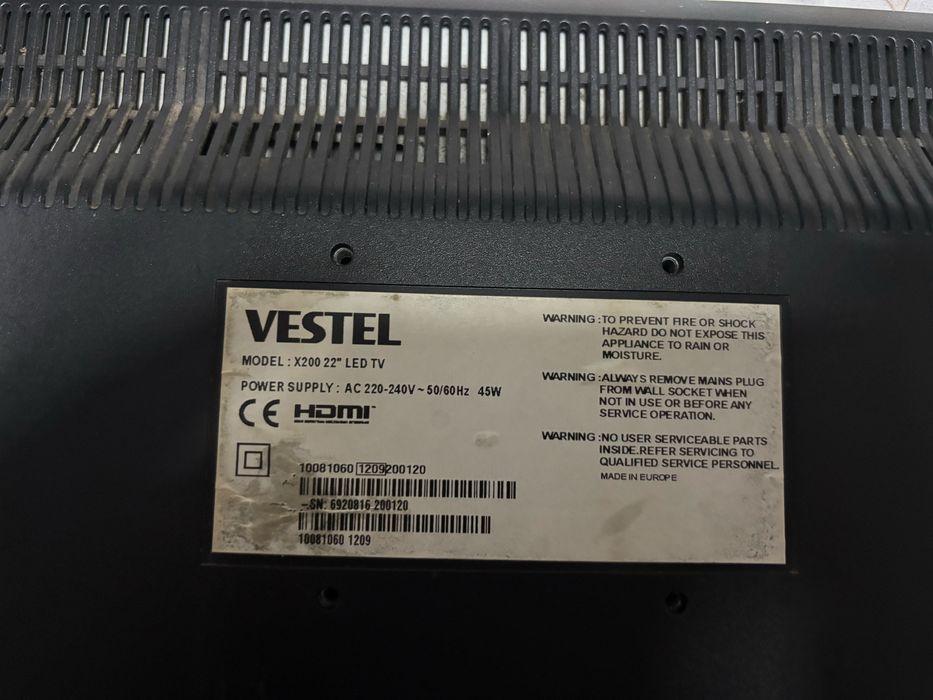 VESTEL
MODEL : X200 22" LED TV
POWER SUPPLY : AC 220-240V ~ 50/60Hz 45W
CE HDMI™
10081060 1209200120
SN: 6920816 200120
10081060 1209
WARNING : TO PREVENT FIRE OR SHOCK
HAZARD DO NOT EXPOSE THIS
APPLIANCE TO RAIN OR
MOISTURE.
WARNING : ALWAYS REMOVE MAINS PLUG
FROM WALL SOCKET WHEN
NOT IN USE OR BEFORE ANY
SERVICE OPERATION.
WARNING : NO USER SERVICEABLE PARTS
INSIDE.REFER SERVICING TO
QUALIFIED SERVICE PERSONNEL.
MADE IN EUROPE